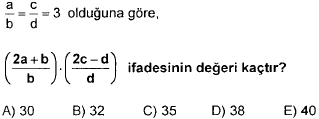 a/b = c/d = 3 olduğuna göre,
((2a+b)/b) · ((2c−d)/d) ifadesinin değeri kaçtır?
A) 30 B) 32 C) 35 D) 38 E) 40